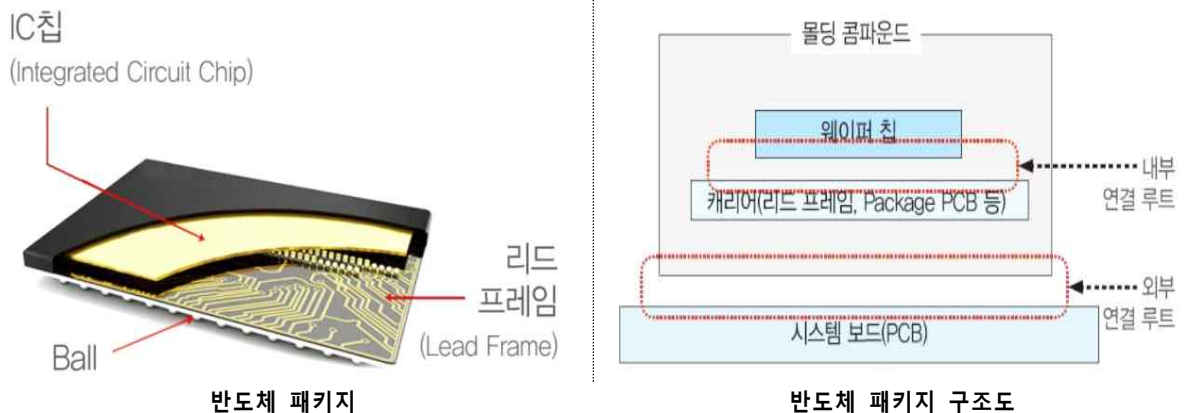 IC칩
(Integrated Circuit Chip)
리드
프레임
(Lead Frame)
Ball
반도체 패키지
몰딩 콤파운드
웨이퍼 칩
내부
연결 루트
캐리어(리드 프레임, Package PCB 등)
외부
연결 루트
시스템 보드(PCB)
반도체 패키지 구조도